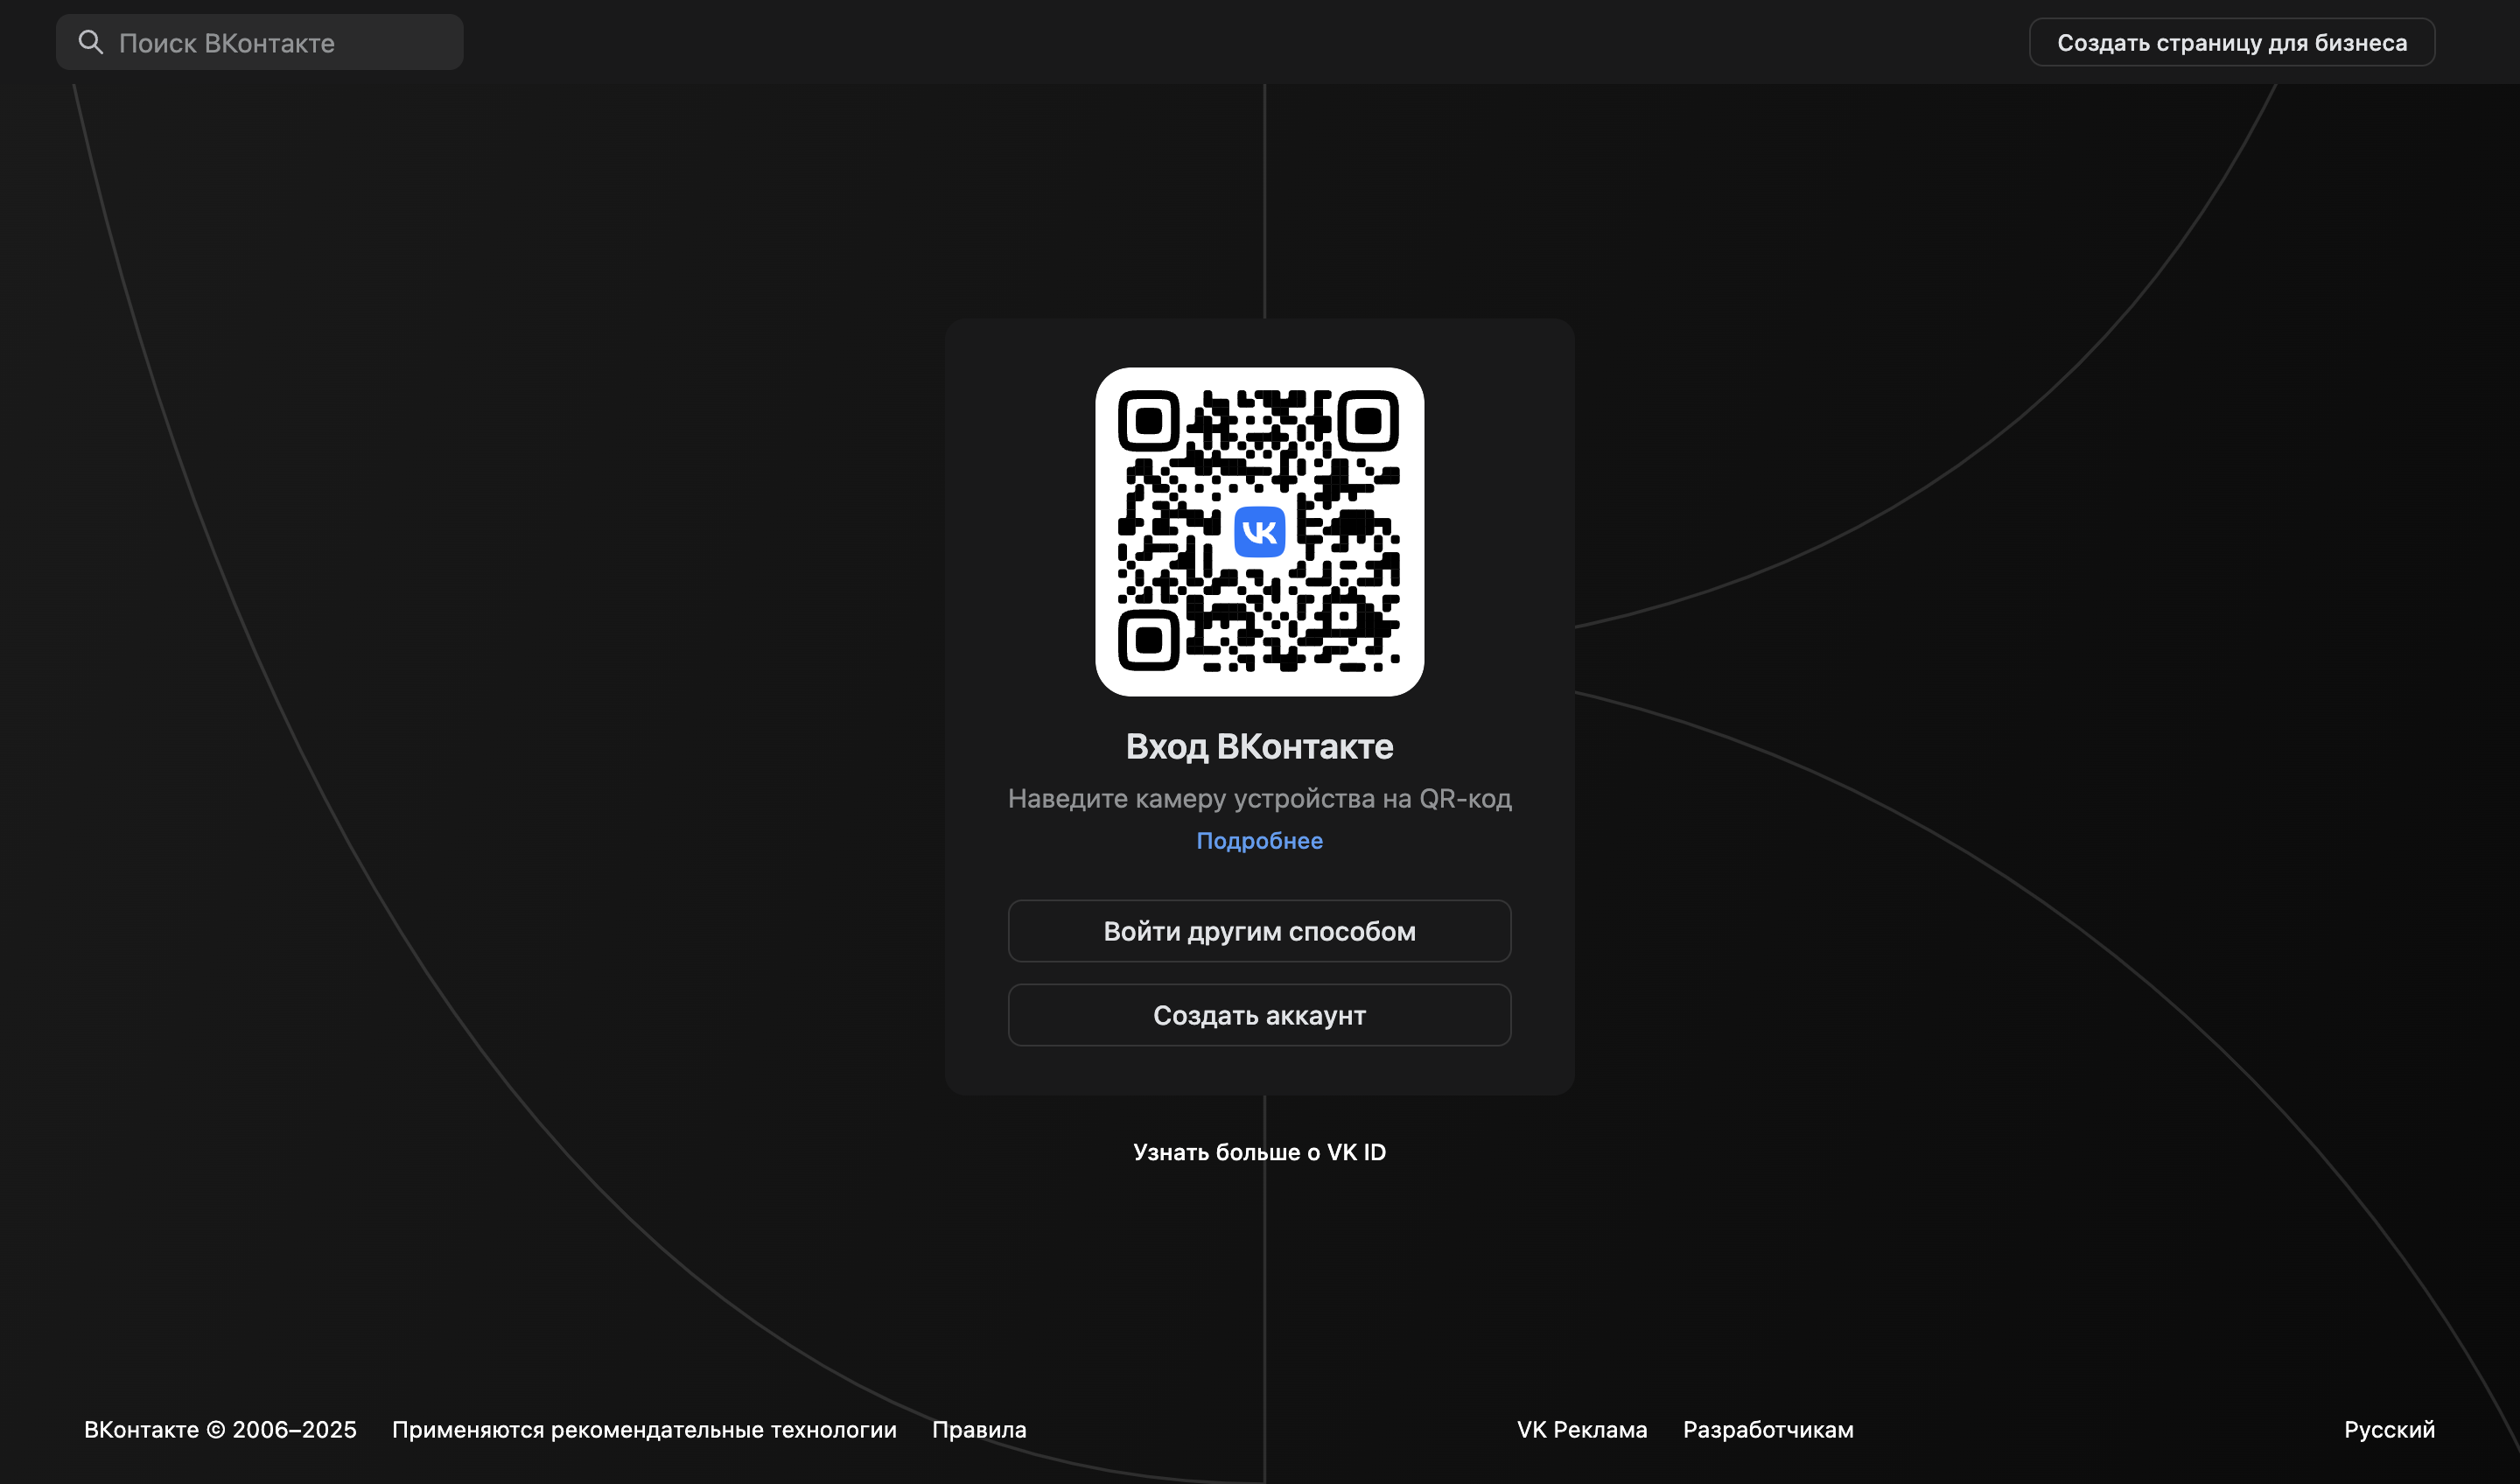 Поиск ВКонтакте
Создать страницу для бизнеса
Вход ВКонтакте
Наведите камеру устройства на QR-код
Подробнее
Войти другим способом
Создать аккаунт
Узнать больше о VK ID
ВКонтакте © 2006–2025 Применяются рекомендательные технологии Правила VK Реклама Разработчикам Русский